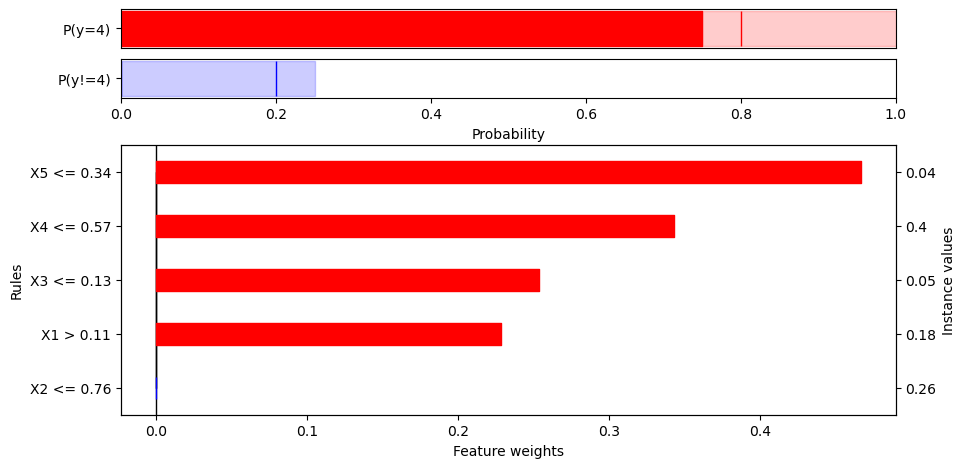 P(y=4)
P(y!=4)
0.0 0.2 0.4 0.6 0.8 1.0
Probability
Rules
X5 <= 0.34 0.04
X4 <= 0.57 0.4
X3 <= 0.13 0.05
X1 > 0.11 0.18
X2 <= 0.76 0.26
Instance values
0.0 0.1 0.2 0.3 0.4
Feature weights